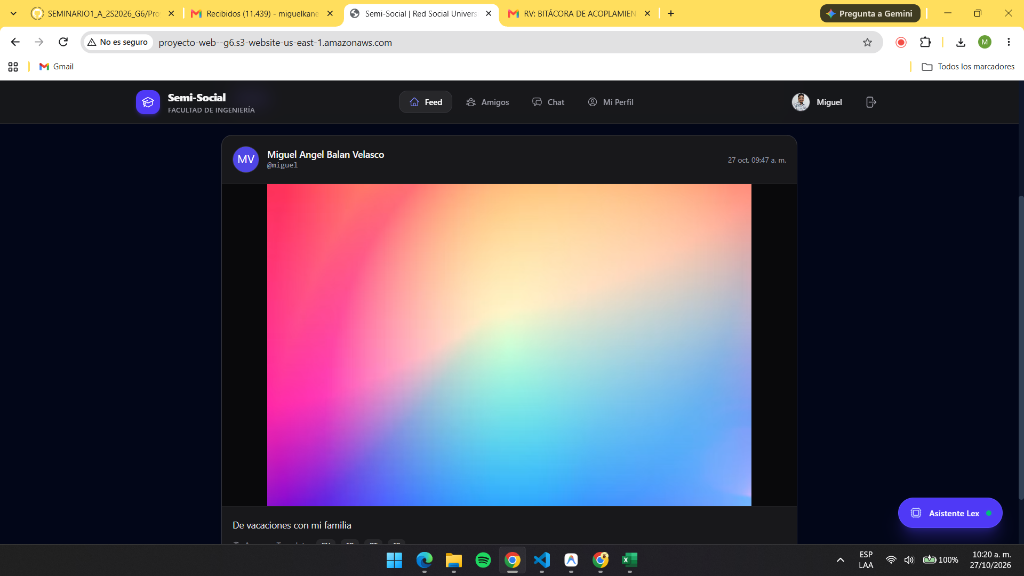 SEMINARIO1_A_2S2026_G6/Pro
Recibidos (11.439) - miguelkane
Semi-Social | Red Social Univers
RV: BITÁCORA DE ACOPLAMIEN
Pregunta a Gemini
No es seguro
proyecto-web--g6.s3-website-us-east-1.amazonaws.com
M
Gmail
Todos los marcadores
Semi-Social
FACULTAD DE INGENIERÍA
Feed
Amigos
Chat
Mi Perfil
Miguel
MV
Miguel Angel Balan Velasco
@miguel
27 oct, 09:47 a. m.
De vacaciones con mi familia
Asistente Lex
ESP
LAA
100%
10:20 a. m.
27/10/2026